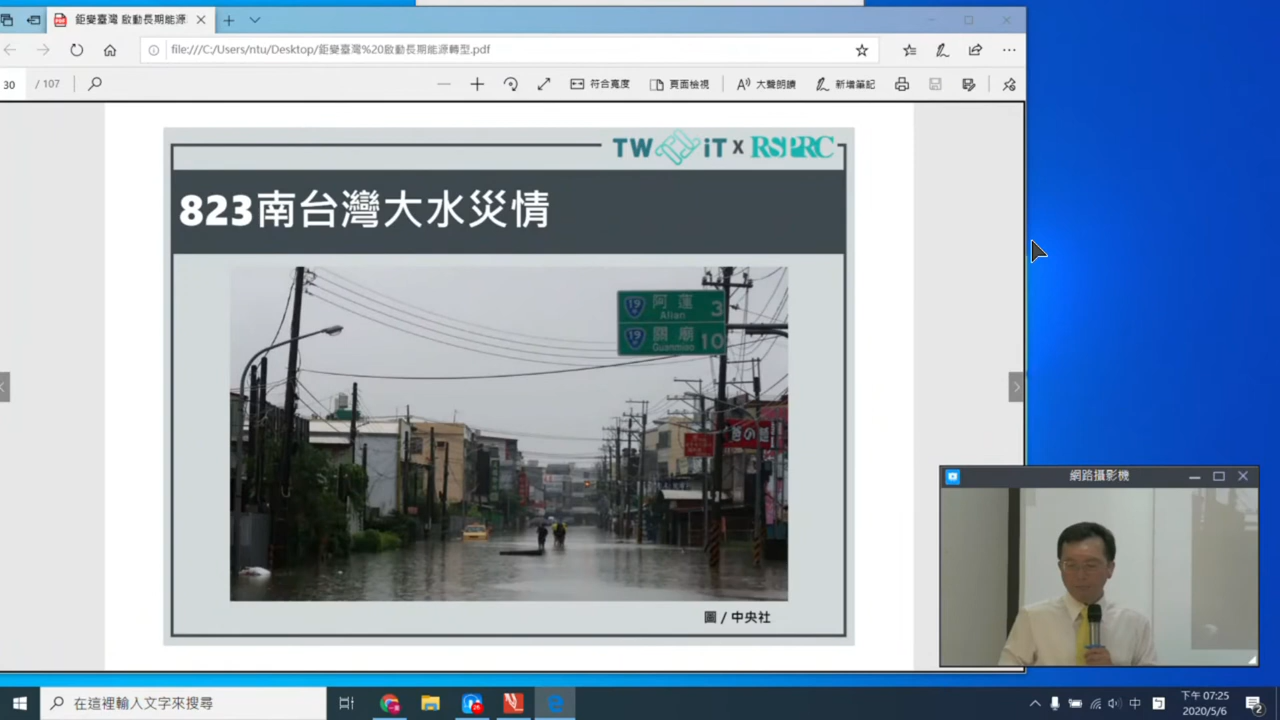 鉅變臺灣 啟動長期能源
file:///C:/Users/ntu/Desktop/鉅變臺灣%20啟動長期能源轉型.pdf
30 / 107
符合寬度
頁面檢視
大聲朗讀
新增筆記
TW iT X RSPRC
823南台灣大水災情
19 阿蓮 3
Alian
19 關廟 10
Guanmiao
圖 / 中央社
網路攝影機
在這裡輸入文字來搜尋
中
下午 07:25
2020/5/6
2